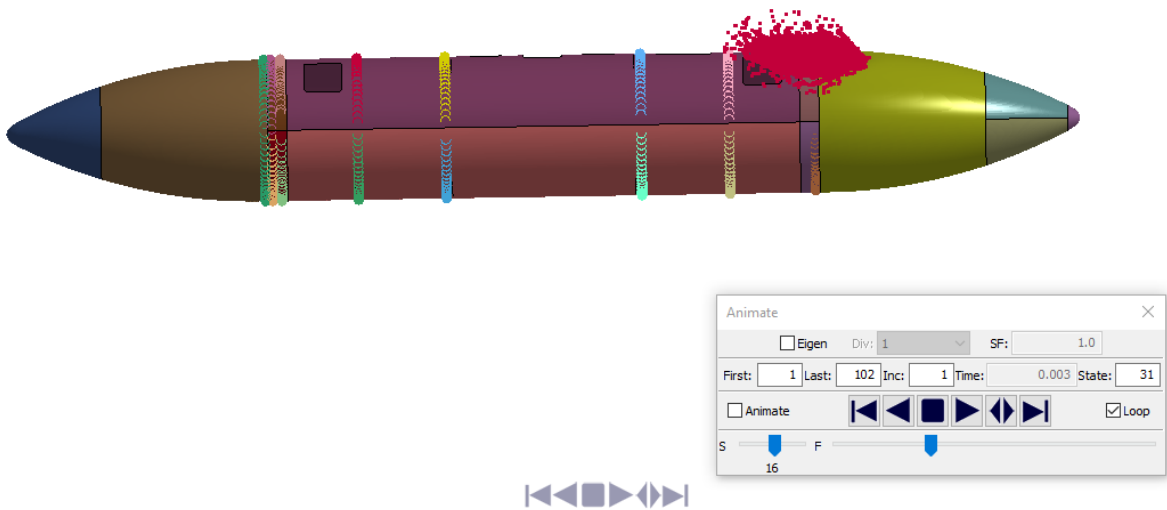 Animate
Eigen Div: 1 SF: 1.0
First: 1 Last: 102 Inc: 1 Time: 0.003 State: 31
Animate Loop
S F
16